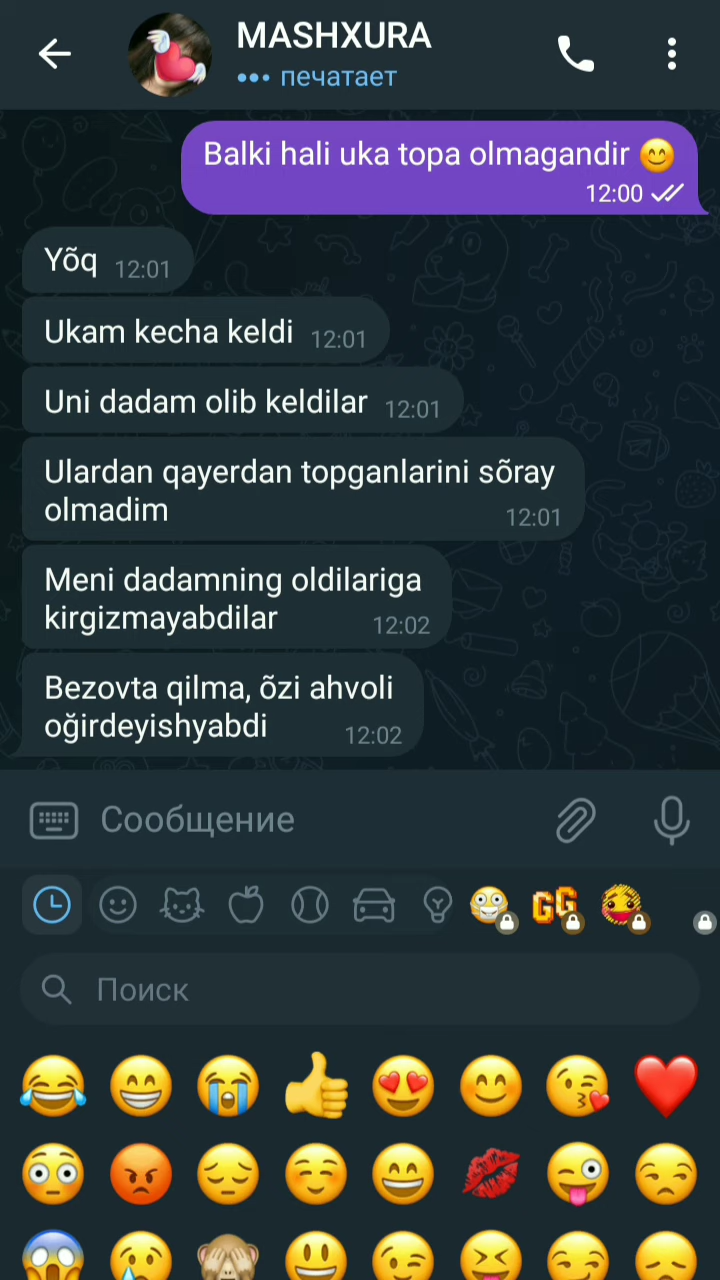 MASHXURA
печатает
Balki hali uka topa olmagandir 😊
12:00
Yõq 12:01
Ukam kecha keldi 12:01
Uni dadam olib keldilar 12:01
Ulardan qayerdan topganlarini sõray
olmadim 12:01
Meni dadamning oldilariga
kirgizmayabdilar 12:02
Bezovta qilma, õzi ahvoli
oğirdeyishyabdi 12:02
Сообщение
GG
Поиск